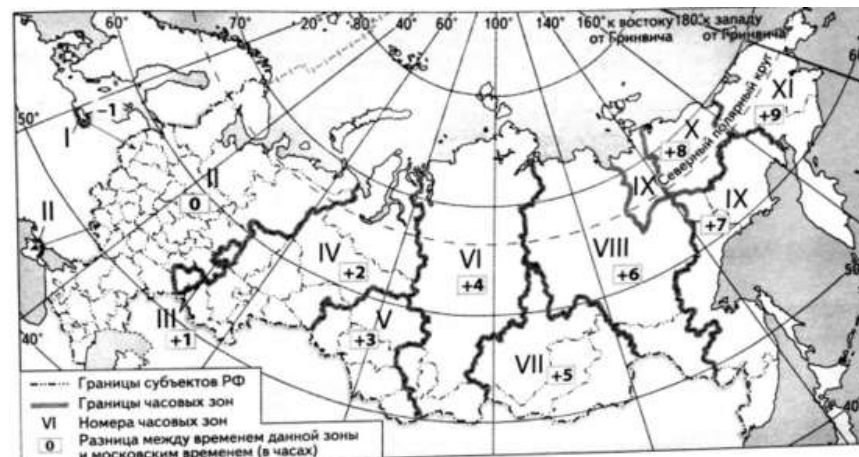 70° 20° 40° 60° 100° 140° 160° к востоку 180° к западу
от Гринвича от Гринвича
60°
50°
I
−1
II
II
0
IV
+2
VI
+4
VIII
+6
IX
X
+8
Северный полярный круг
XI
+9
IX
+7
III
+1
V
+3
VII
+5
40°
Границы субъектов РФ
Границы часовых зон
VI Номера часовых зон
0 Разница между временем данной зоны
и московским временем (в часах)